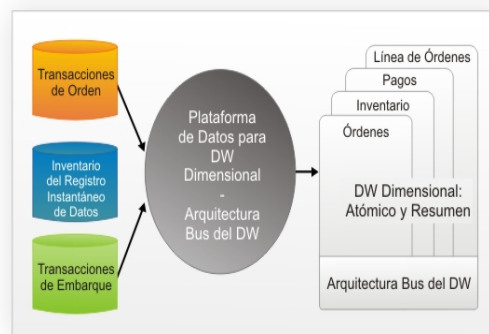 Transacciones
de Orden
Inventario
del Registro
Instantáneo
de Datos
Transacciones
de Embarque
Plataforma
de Datos para
DW
Dimensional
-
Arquitectura
Bus del DW
Línea de Órdenes
Pagos
Inventario
Órdenes
DW Dimensional:
Atómico y Resumen
Arquitectura Bus del DW